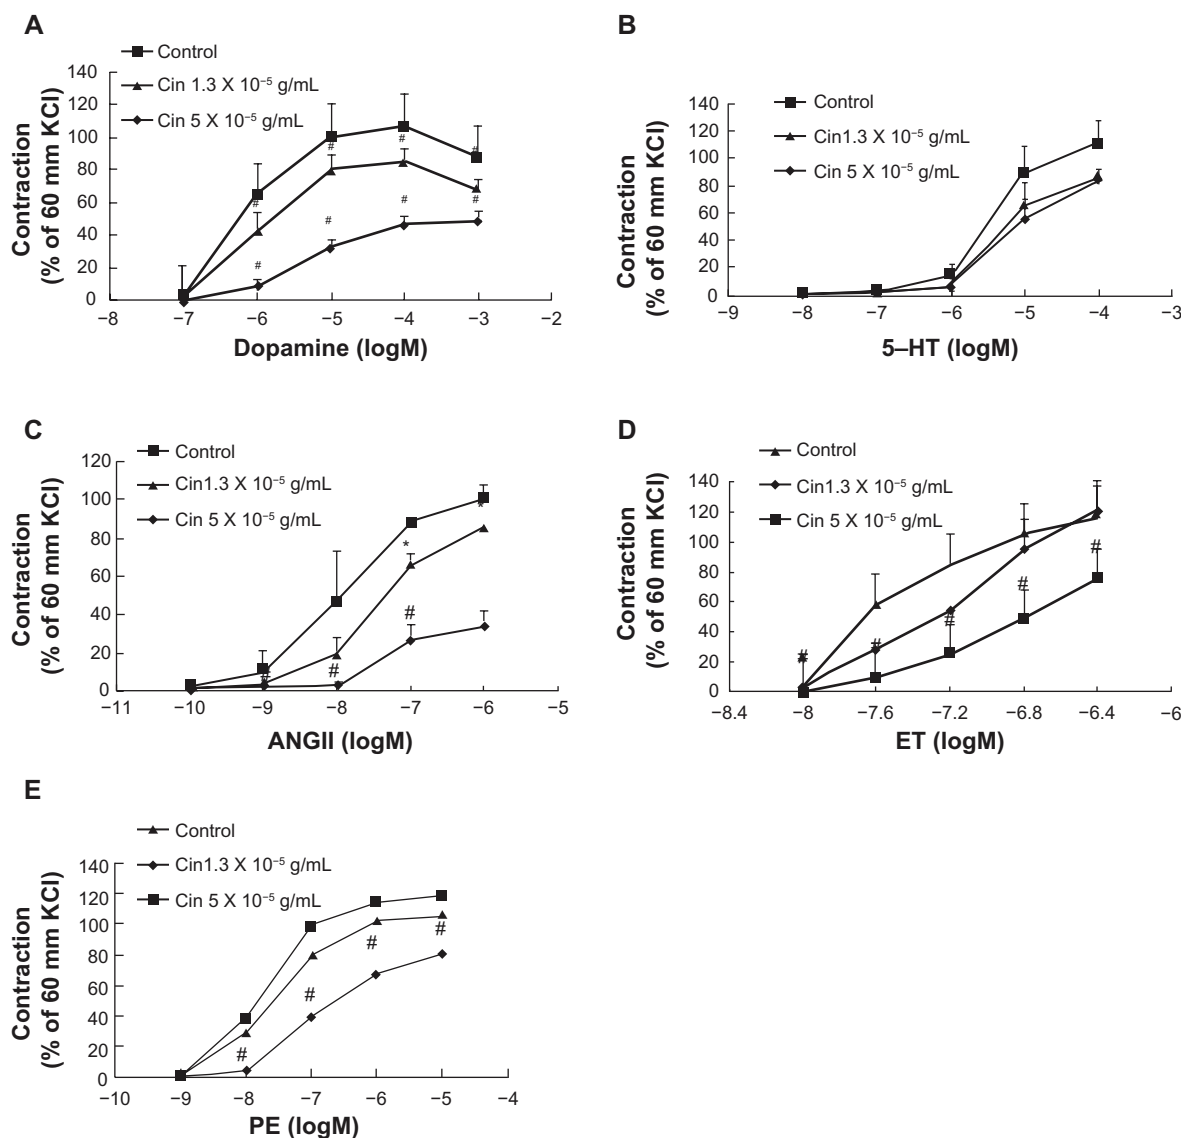 A
Control
Cin 1.3 X 10⁻⁵ g/mL
Cin 5 X 10⁻⁵ g/mL
Contraction
(% of 60 mm KCl)
140
120
100
80
60
40
20
0
# # #
#
# # # #
−8 −7 −6 −5 −4 −3 −2
Dopamine (logM)
B
Control
Cin1.3 X 10⁻⁵ g/mL
Cin 5 X 10⁻⁵ g/mL
Contraction
(% of 60 mm KCl)
140
120
100
80
60
40
20
0
−9 −8 −7 −6 −5 −4 −3
5–HT (logM)
C
Control
Cin1.3 X 10⁻⁵ g/mL
Cin 5 X 10⁻⁵ g/mL
Contraction
(% of 60 mm KCl)
120
100
80
60
40
20
0
* *
# # #
−11 −10 −9 −8 −7 −6 −5
ANGII (logM)
D
Control
Cin1.3 X 10⁻⁵ g/mL
Cin 5 X 10⁻⁵ g/mL
Contraction
(% of 60 mm KCl)
140
120
100
80
60
40
20
0
# # # # #
−8.4 −8 −7.6 −7.2 −6.8 −6.4 −6
ET (logM)
E
Control
Cin1.3 X 10⁻⁵ g/mL
Cin 5 X 10⁻⁵ g/mL
Contraction
(% of 60 mm KCl)
140
120
100
80
60
40
20
0
# # # #
−10 −9 −8 −7 −6 −5 −4
PE (logM)